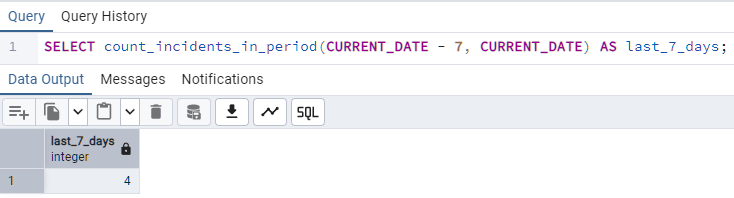 Query Query History
1 SELECT count_incidents_in_period(CURRENT_DATE - 7, CURRENT_DATE) AS last_7_days;
Data Output Messages Notifications
SQL
last_7_days
integer
1 4